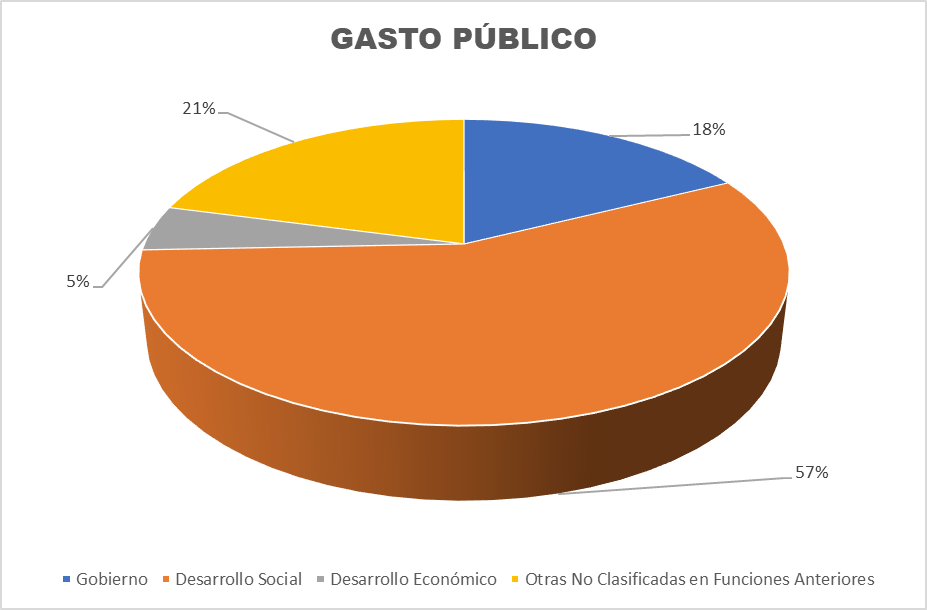 GASTO PÚBLICO
21%
18%
5%
57%
Gobierno Desarrollo Social Desarrollo Económico Otras No Clasificadas en Funciones Anteriores